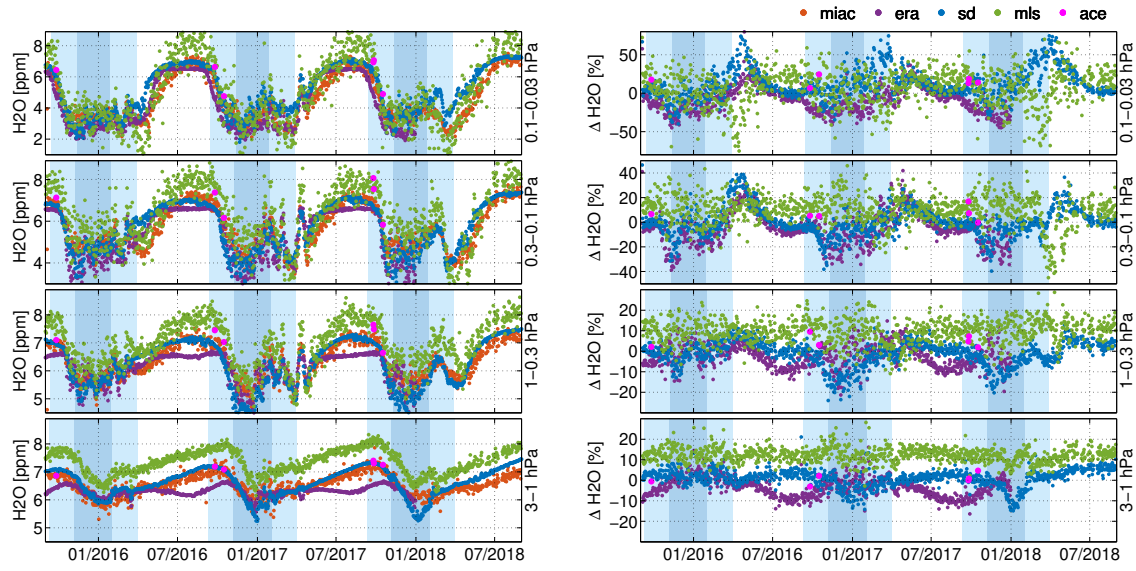 miac era sd mls ace
8
6
4
2
H2O [ppm]
0.1−0.03 hPa
50
0
−50
Δ H2O [%]
0.1−0.03 hPa
8
6
4
H2O [ppm]
0.3−0.1 hPa
40
20
0
−20
−40
Δ H2O [%]
0.3−0.1 hPa
8
7
6
5
H2O [ppm]
1−0.3 hPa
20
10
0
−10
−20
Δ H2O [%]
1−0.3 hPa
8
7
6
5
H2O [ppm]
3−1 hPa
20
10
0
−10
−20
Δ H2O [%]
3−1 hPa
01/2016 07/2016 01/2017 07/2017 01/2018 07/2018
01/2016 07/2016 01/2017 07/2017 01/2018 07/2018